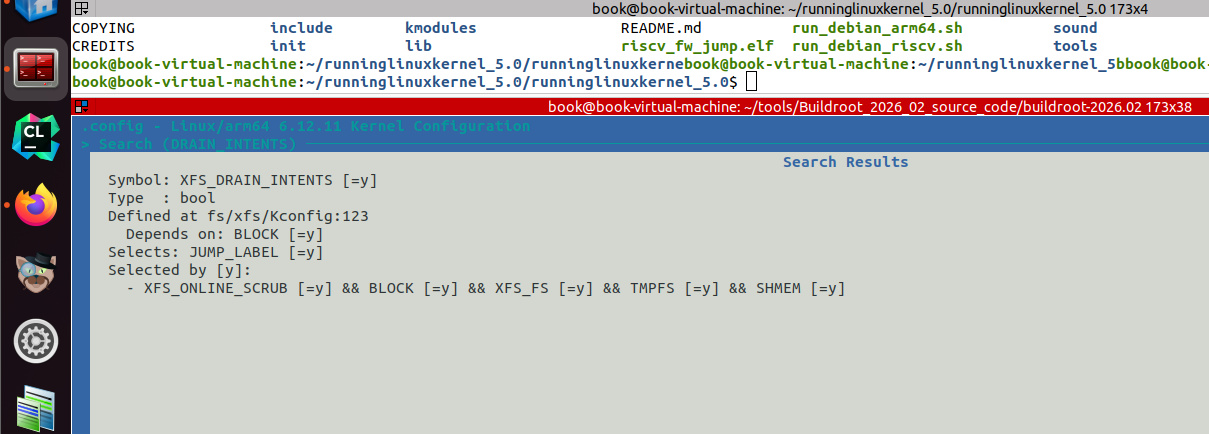 book@book-virtual-machine: ~/runninglinuxkernel_5.0/runninglinuxkernel_5.0 173x4
COPYING include kmodules README.md run_debian_arm64.sh sound
CREDITS init lib riscv_fw_jump.elf run_debian_riscv.sh tools
book@book-virtual-machine:~/runninglinuxkernel_5.0/runninglinuxkernebook@book-virtual-machine:~/runninglinuxkernel_5bbook@book-virtual-machine:~/runninglinuxkernel_5.0/runninglinuxkernel_5.0$
book@book-virtual-machine: ~/tools/Buildroot_2026_02_source_code/buildroot-2026.02 173x38
.config - Linux/arm64 6.12.11 Kernel Configuration
> Search (DRAIN_INTENTS)
Search Results
Symbol: XFS_DRAIN_INTENTS [=y]
Type  : bool
Defined at fs/xfs/Kconfig:123
Depends on: BLOCK [=y]
Selects: JUMP_LABEL [=y]
Selected by [y]:
- XFS_ONLINE_SCRUB [=y] && BLOCK [=y] && XFS_FS [=y] && TMPFS [=y] && SHMEM [=y]
CL